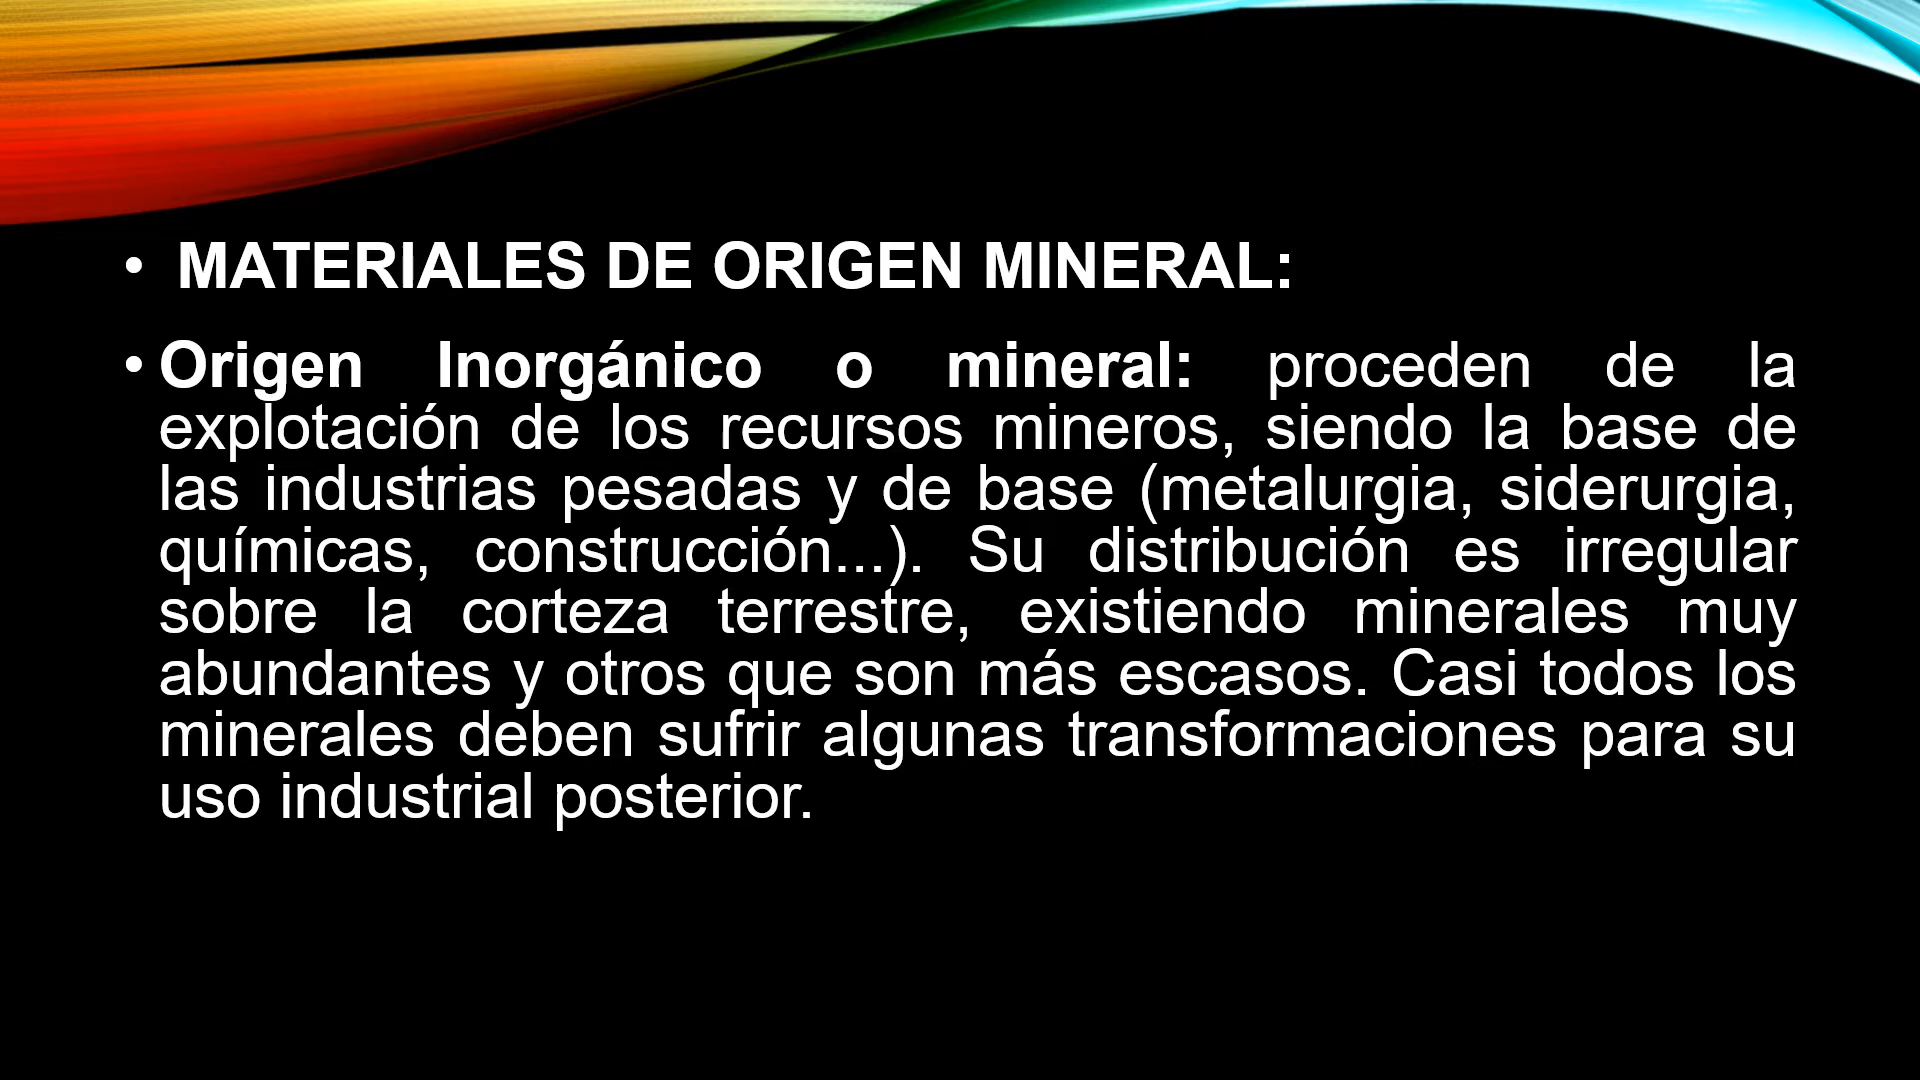 • MATERIALES DE ORIGEN MINERAL:
• Origen Inorgánico o mineral: proceden de la
explotación de los recursos mineros, siendo la base de
las industrias pesadas y de base (metalurgia, siderurgia,
químicas, construcción...). Su distribución es irregular
sobre la corteza terrestre, existiendo minerales muy
abundantes y otros que son más escasos. Casi todos los
minerales deben sufrir algunas transformaciones para su
uso industrial posterior.